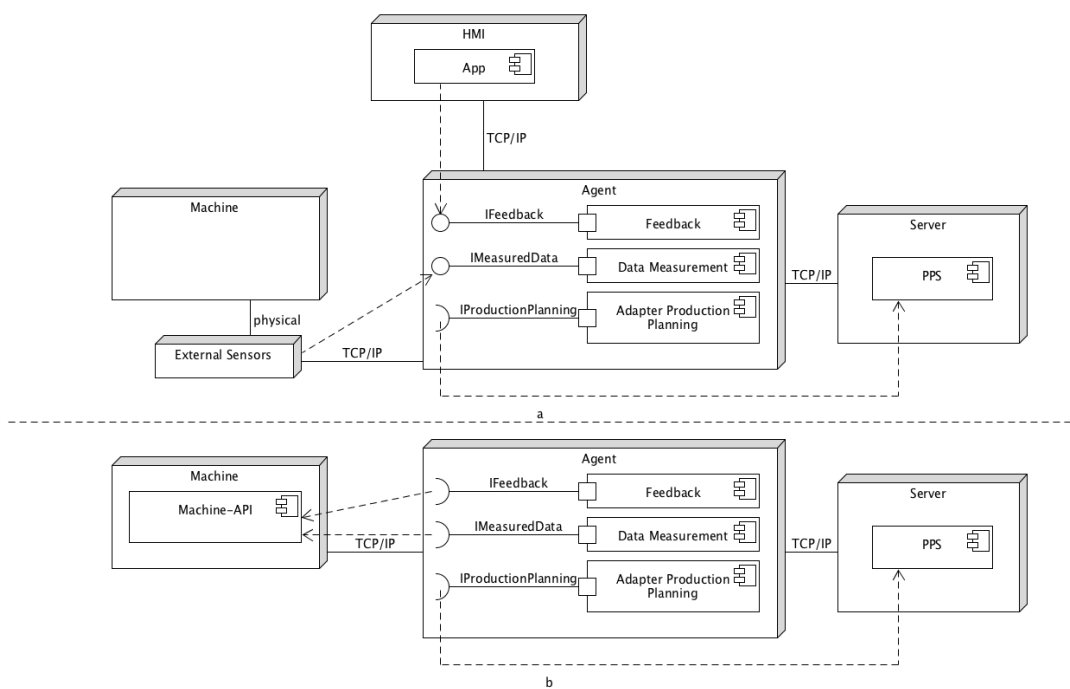 HMI
App
TCP/IP
Agent
Machine
IFeedback
Feedback
Server
IMeasuredData
Data Measurement
TCP/IP
PPS
IProductionPlanning
Adapter Production
Planning
physical
External Sensors
TCP/IP
a
Machine
Agent
Machine-API
IFeedback
Feedback
Server
IMeasuredData
Data Measurement
TCP/IP
TCP/IP
PPS
IProductionPlanning
Adapter Production
Planning
b